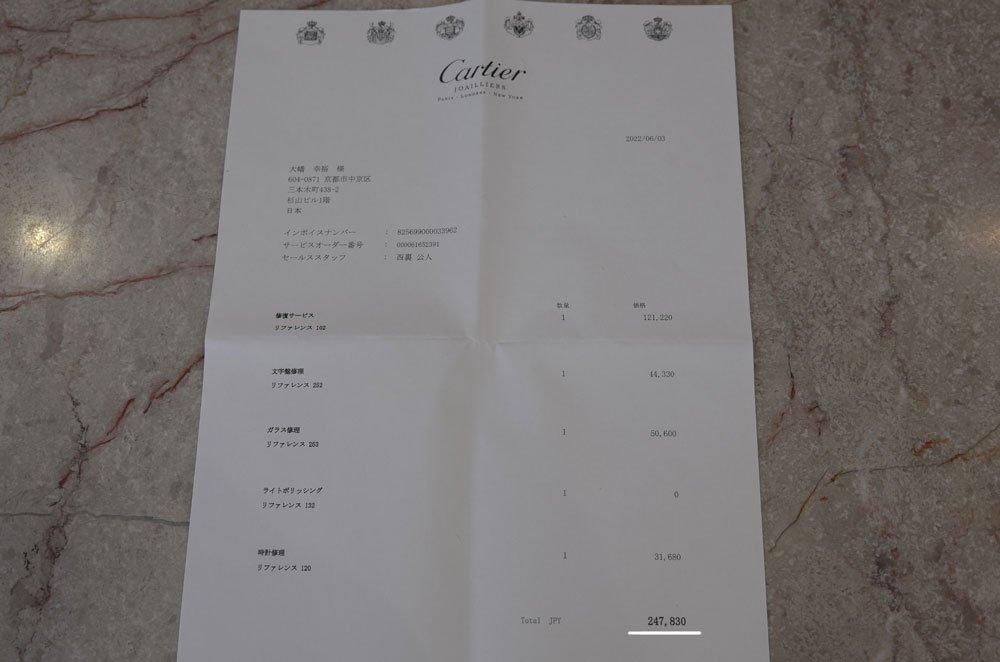 Cartier
JOAILLIERS
PARIS - LONDRES - NEW YORK
2022/06/03
大幡 幸裕 様
604-0871 京都市中京区
三本木町438-2
杉山ビル1階
日本
インボイスナンバー : 825699000033962
サービスオーダー番号 : 000061652391
セールススタッフ : 西裏 公人
数量 価格
修復サービス 1 121,220
リファレンス 102
文字盤修理 1 44,330
リファレンス 252
ガラス修理 1 50,600
リファレンス 253
ライトポリッシング 1 0
リファレンス 132
時計修理 1 31,680
リファレンス 120
Total JPY 247,830